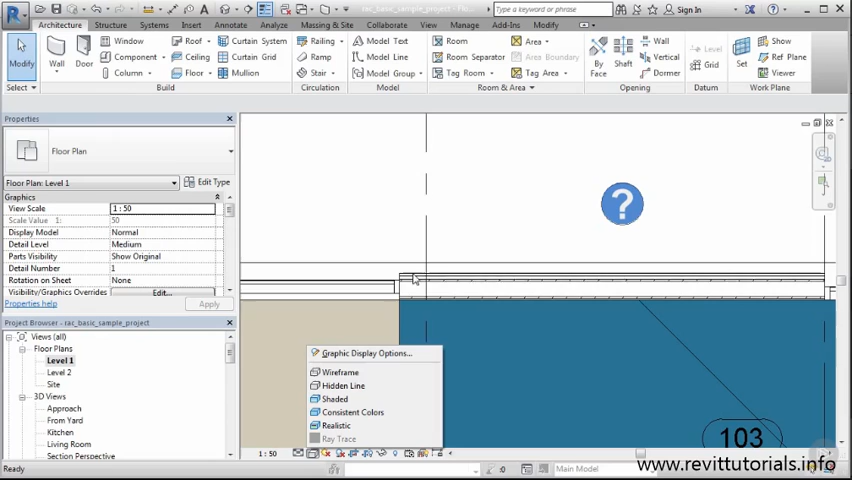 rac_basic_sample_project - Floor Plan: L...
Type a keyword or phrase
Sign In
Architecture Structure Systems Insert Annotate Analyze Massing & Site Collaborate View Manage Add-Ins Modify
Modify
Wall
Door
Window
Component
Column
Roof
Ceiling
Floor
Curtain System
Curtain Grid
Mullion
Railing
Ramp
Stair
Model Text
Model Line
Model Group
Room
Room Separator
Tag Room
Area
Area Boundary
Tag Area
By Face
Shaft
Wall
Vertical
Dormer
Level
Grid
Set
Show
Ref Plane
Viewer
Select
Build
Circulation
Model
Room & Area
Opening
Datum
Work Plane
Properties
Floor Plan
Floor Plan: Level 1
Edit Type
Graphics
View Scale 1 : 50
Scale Value 1: 50
Display Model Normal
Detail Level Medium
Parts Visibility Show Original
Detail Number 1
Rotation on Sheet None
Visibility/Graphics Overrides Edit...
Properties help
Apply
Project Browser - rac_basic_sample_project
Views (all)
Floor Plans
Level 1
Level 2
Site
3D Views
Approach
From Yard
Kitchen
Living Room
Section Perspective
?
Graphic Display Options...
Wireframe
Hidden Line
Shaded
Consistent Colors
Realistic
Ray Trace
103
1 : 50
Ready
:0
Main Model
www.revittutorials.info